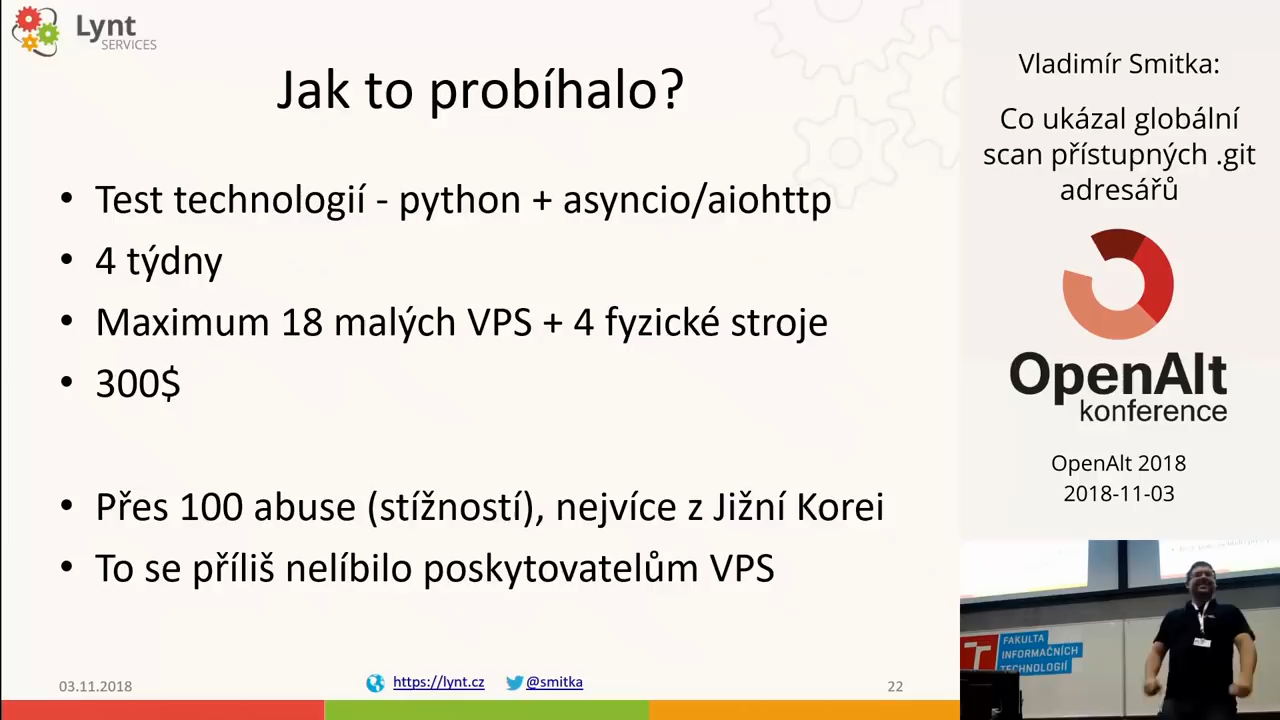 Lynt
SERVICES
Jak to probíhalo?
• Test technologií - python + asyncio/aiohttp
• 4 týdny
• Maximum 18 malých VPS + 4 fyzické stroje
• 300$
• Přes 100 abuse (stížností), nejvíce z Jižní Korei
• To se příliš nelíbilo poskytovatelům VPS
03.11.2018
https://lynt.cz
@smitka
22
Vladimír Smitka:
Co ukázal globální
scan přístupných .git
adresářů
OpenAlt
konference
OpenAlt 2018
2018-11-03
FAKULTA
INFORMAČNÍCH
TECHNOLOGIÍ